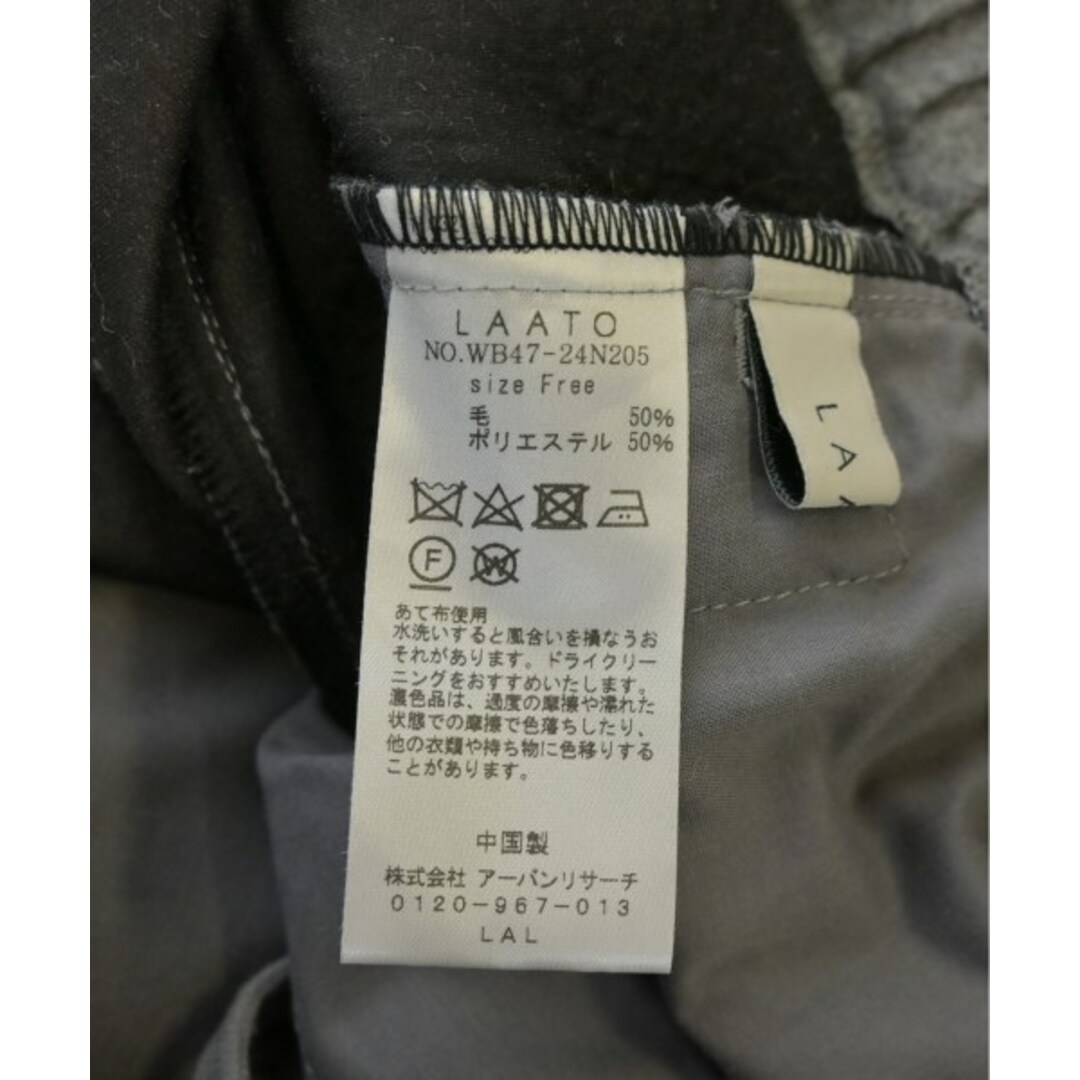 LAATO
NO.WB47-24N205
size Free
毛 50%
ポリエステル 50%
F
W
あて布使用
水洗いすると風合いを損なうお
それがあります。ドライクリー
ニングをおすすめいたします。
濃色品は、過度の摩擦や濡れた
状態での摩擦で色落ちしたり、
他の衣類や持ち物に色移りする
ことがあります。
中国製
株式会社 アーバンリサーチ
0120-967-013
LAL
LA